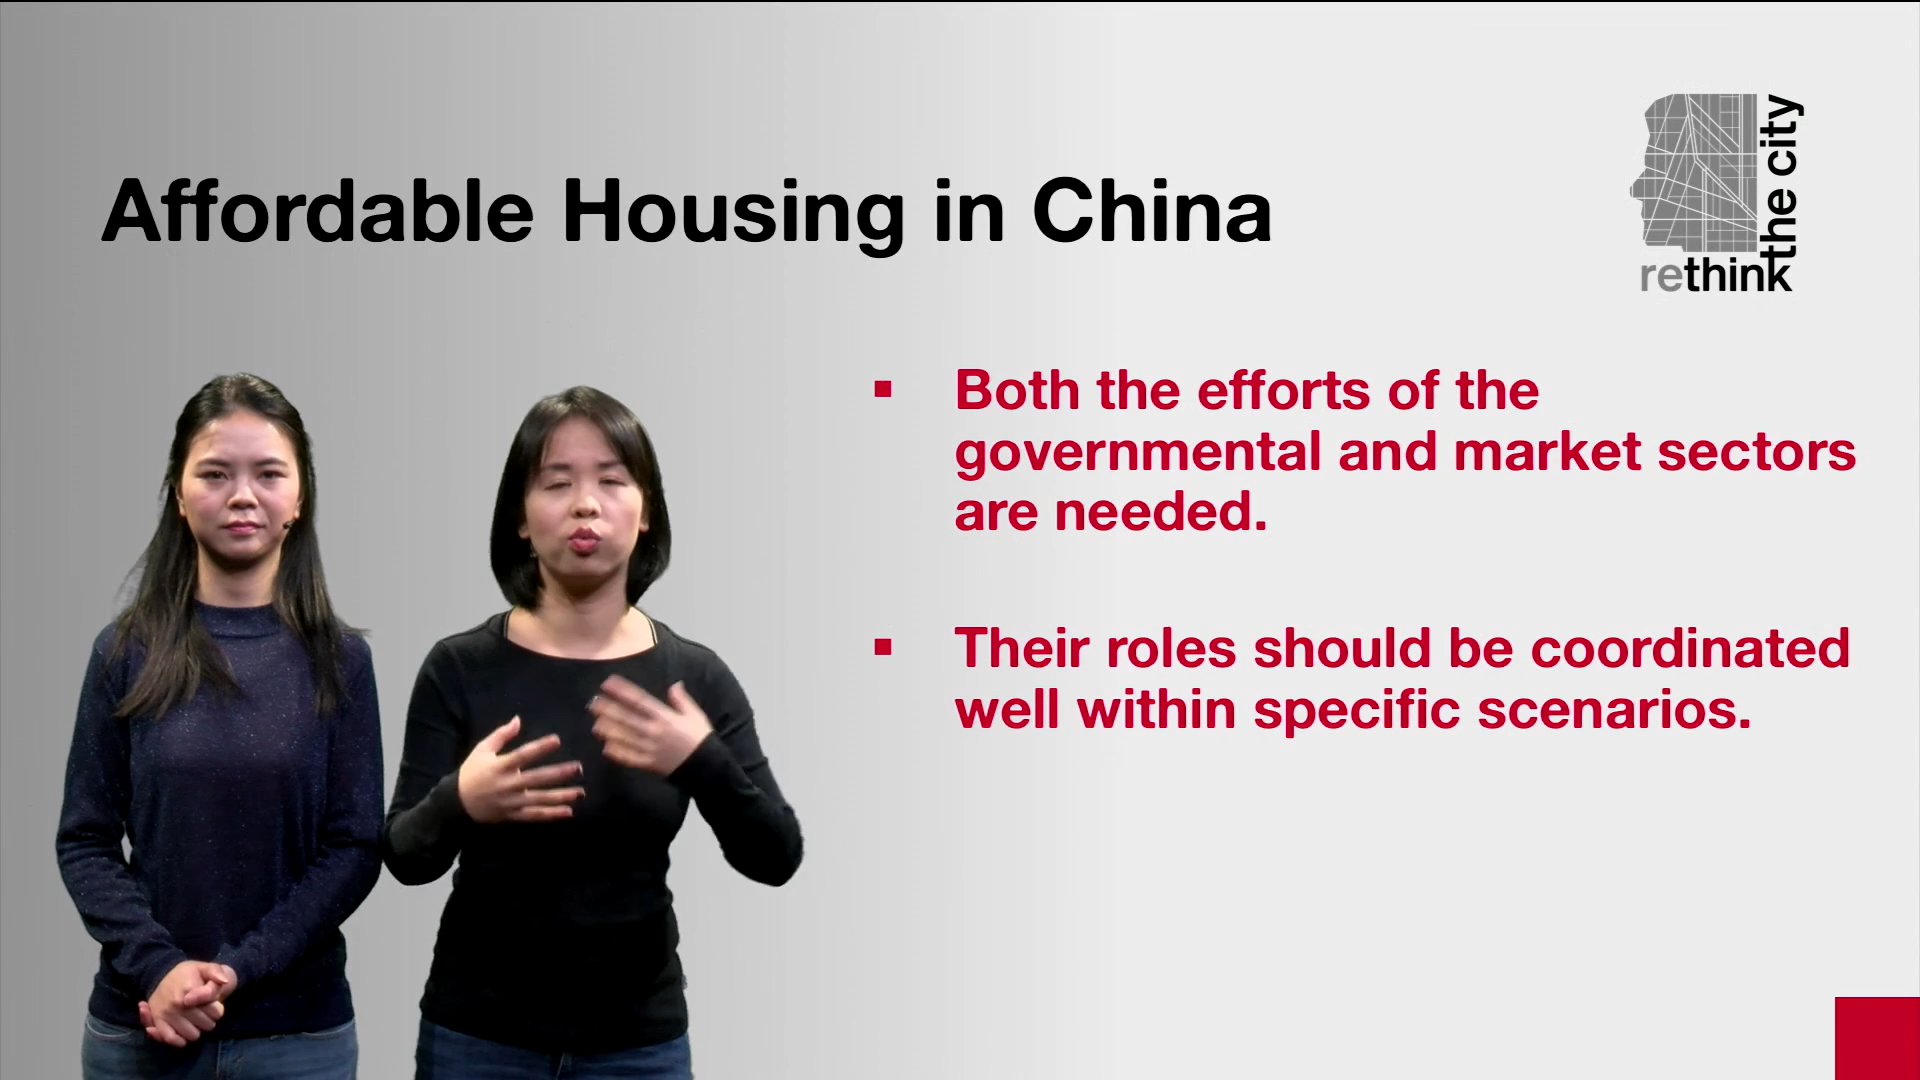 Affordable Housing in China
rethink
the city
Both the efforts of the
governmental and market sectors
are needed.
Their roles should be coordinated
well within specific scenarios.